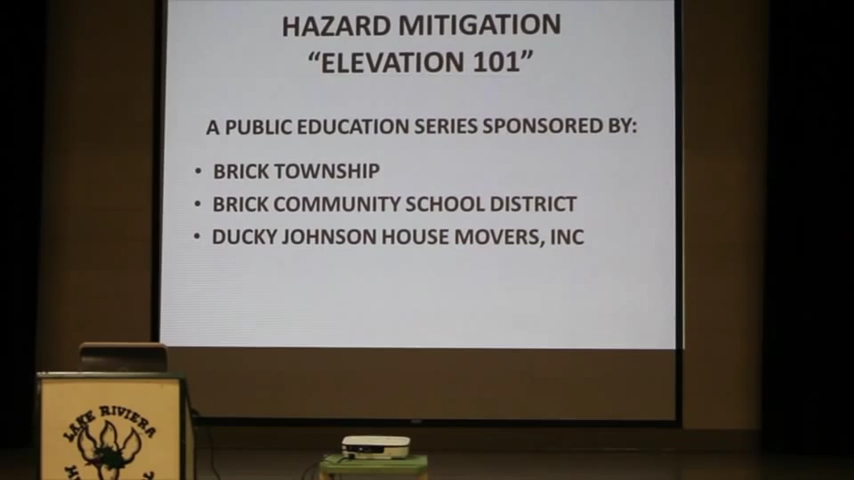 HAZARD MITIGATION
“ELEVATION 101”
A PUBLIC EDUCATION SERIES SPONSORED BY:
• BRICK TOWNSHIP
• BRICK COMMUNITY SCHOOL DISTRICT
• DUCKY JOHNSON HOUSE MOVERS, INC
LAKE RIVIERA